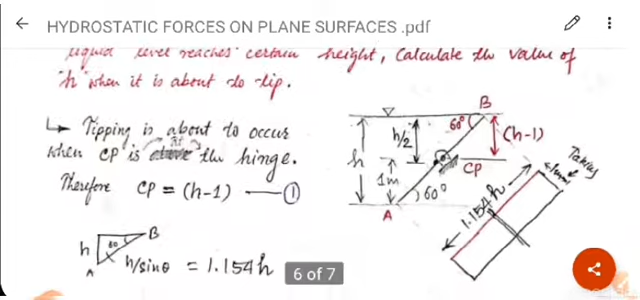 HYDROSTATIC FORCES ON PLANE SURFACES .pdf
liquid level reaches certain height, Calculate the value of
'h' when it is about to tip.
↳ Tipping is about to occur
at
when CP is above the hinge.
Therefore CP = (h-1) —①
B
60°
h/2
(h-1)
h
1m
CP
60°
A
Taking
1.154h
h
60
B
A
h/sinθ = 1.154h
6 of 7